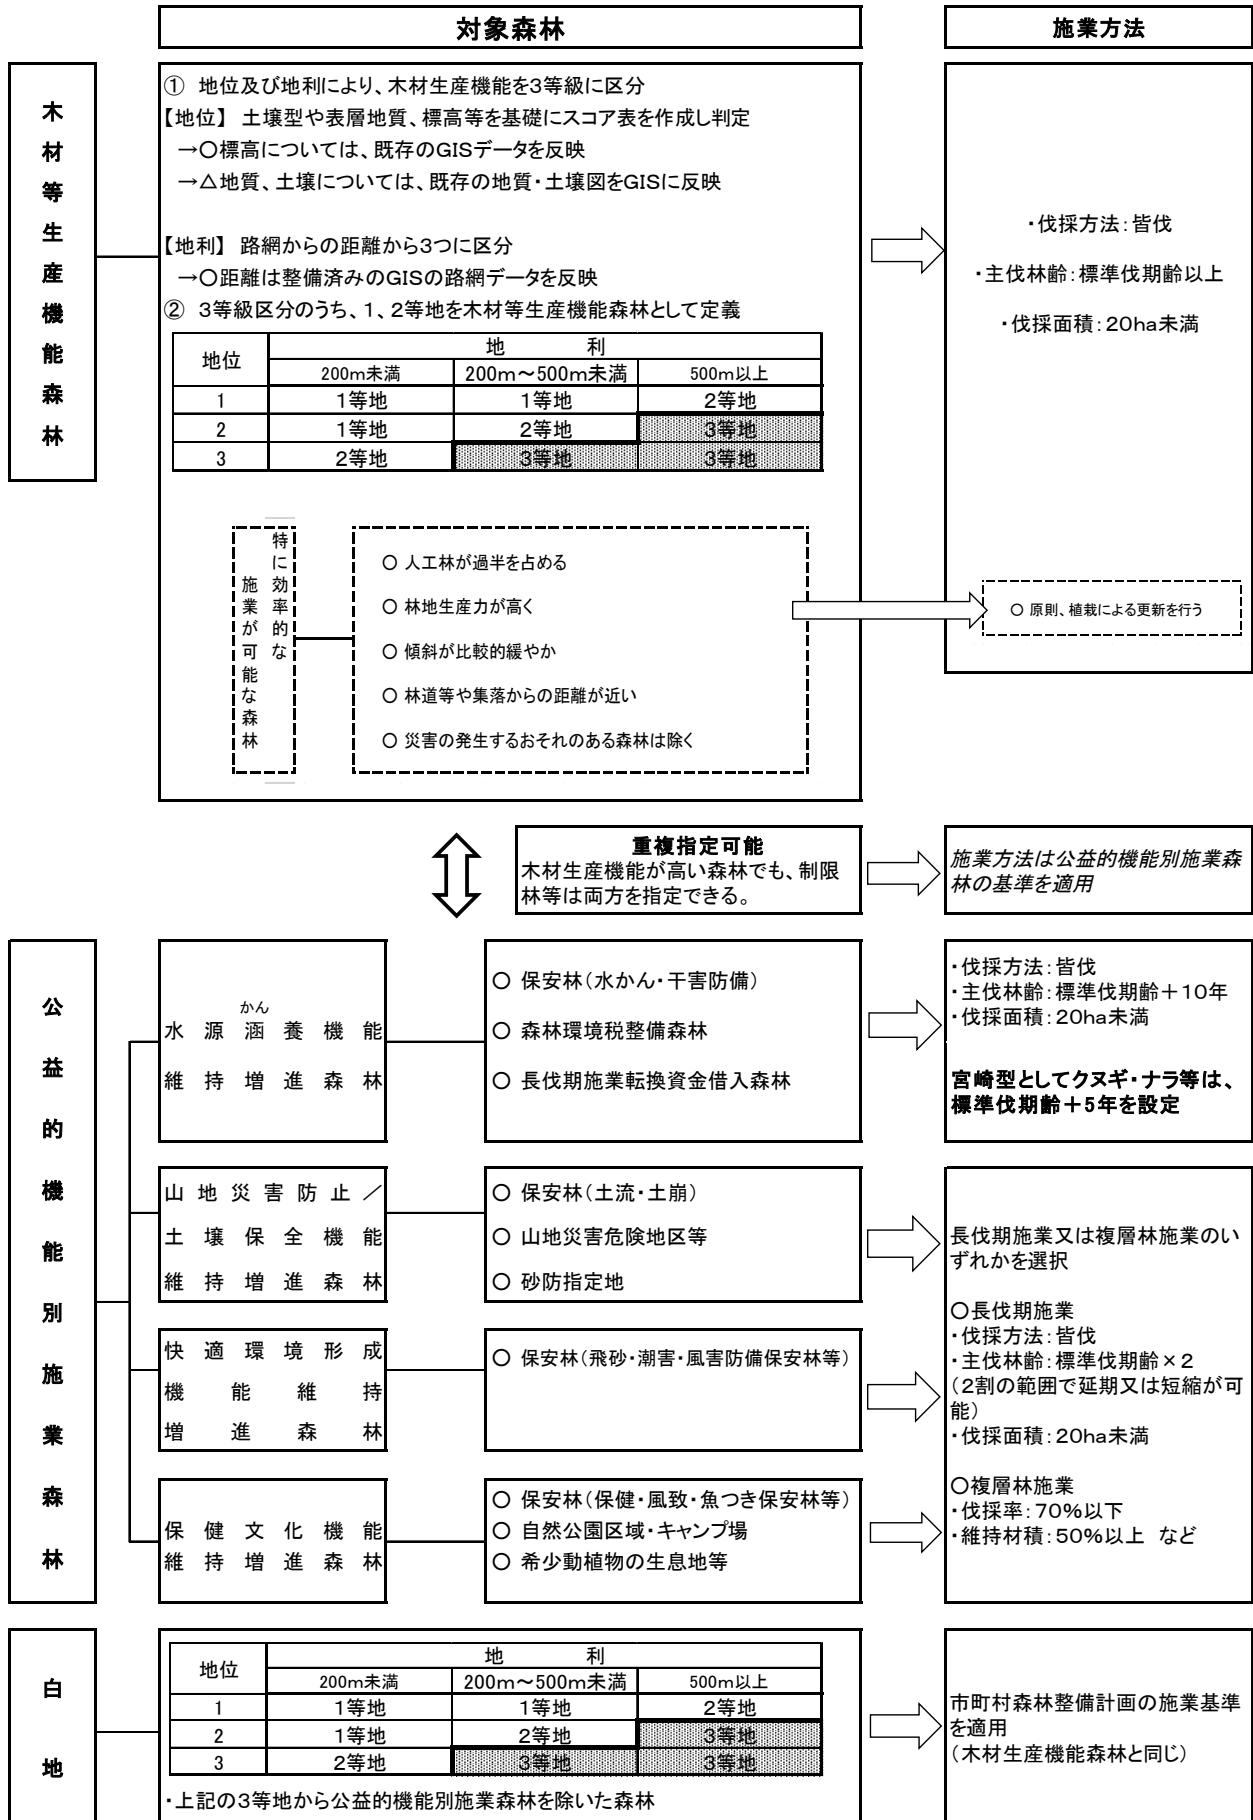 対象森林
施業方法
木材等生産機能森林
① 地位及び地利により、木材生産機能を3等級に区分
【地位】 土壌型や表層地質、標高等を基礎にスコア表を作成し判定
→○標高については、既存のGISデータを反映
→△地質、土壌については、既存の地質・土壌図をGISに反映
【地利】 路網からの距離から3つに区分
→○距離は整備済みのGISの路網データを反映
② 3等級区分のうち、1、2等地を木材等生産機能森林として定義
地位 地 利
200m未満 200m～500m未満 500m以上
1 1等地 1等地 2等地
2 1等地 2等地 3等地
3 2等地 3等地 3等地
特に効率的な
施業が可能な森林
○ 人工林が過半を占める
○ 林地生産力が高く
○ 傾斜が比較的緩やか
○ 林道等や集落からの距離が近い
○ 災害の発生するおそれのある森林は除く
・伐採方法：皆伐
・主伐林齢：標準伐期齢以上
・伐採面積：20ha未満
○ 原則、植栽による更新を行う
重複指定可能
木材生産機能が高い森林でも、制限
林等は両方を指定できる。
施業方法は公益的機能別施業森
林の基準を適用
公益的機能別施業森林
かん
水源涵養機能
維持増進森林
○ 保安林（水かん・干害防備）
○ 森林環境税整備森林
○ 長伐期施業転換資金借入森林
・伐採方法：皆伐
・主伐林齢：標準伐期齢＋10年
・伐採面積：20ha未満
宮崎型としてクヌギ・ナラ等は、
標準伐期齢＋5年を設定
山地災害防止／
土壌保全機能
維持増進森林
○ 保安林（土流・土崩）
○ 山地災害危険地区等
○ 砂防指定地
快適環境形成
機能維持
増進森林
○ 保安林（飛砂・潮害・風害防備保安林等）
保健文化機能
維持増進森林
○ 保安林（保健・風致・魚つき保安林等）
○ 自然公園区域・キャンプ場
○ 希少動植物の生息地等
長伐期施業又は複層林施業のい
ずれかを選択
○長伐期施業
・伐採方法：皆伐
・主伐林齢：標準伐期齢×2
（2割の範囲で延期又は短縮が可
能）
・伐採面積：20ha未満
○複層林施業
・伐採率：70％以下
・維持材積：50％以上 など
白地
地位 地 利
200m未満 200m～500m未満 500m以上
1 1等地 1等地 2等地
2 1等地 2等地 3等地
3 2等地 3等地 3等地
・上記の3等地から公益的機能別施業森林を除いた森林
市町村森林整備計画の施業基準
を適用
（木材生産機能森林と同じ）